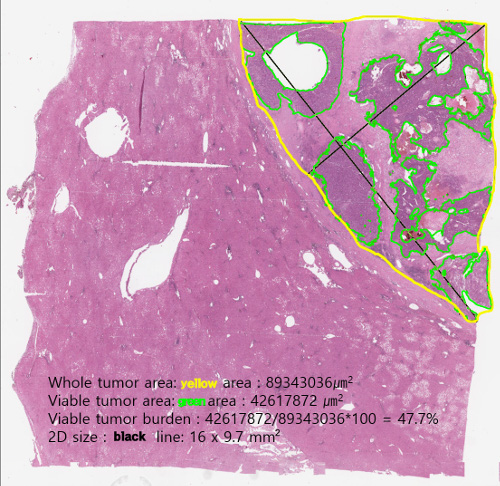 Whole tumor area: yellow area : 89343036㎛²
Viable tumor area: green area : 42617872 ㎛²
Viable tumor burden : 42617872/89343036*100 = 47.7%
2D size : black line: 16 x 9.7 mm²